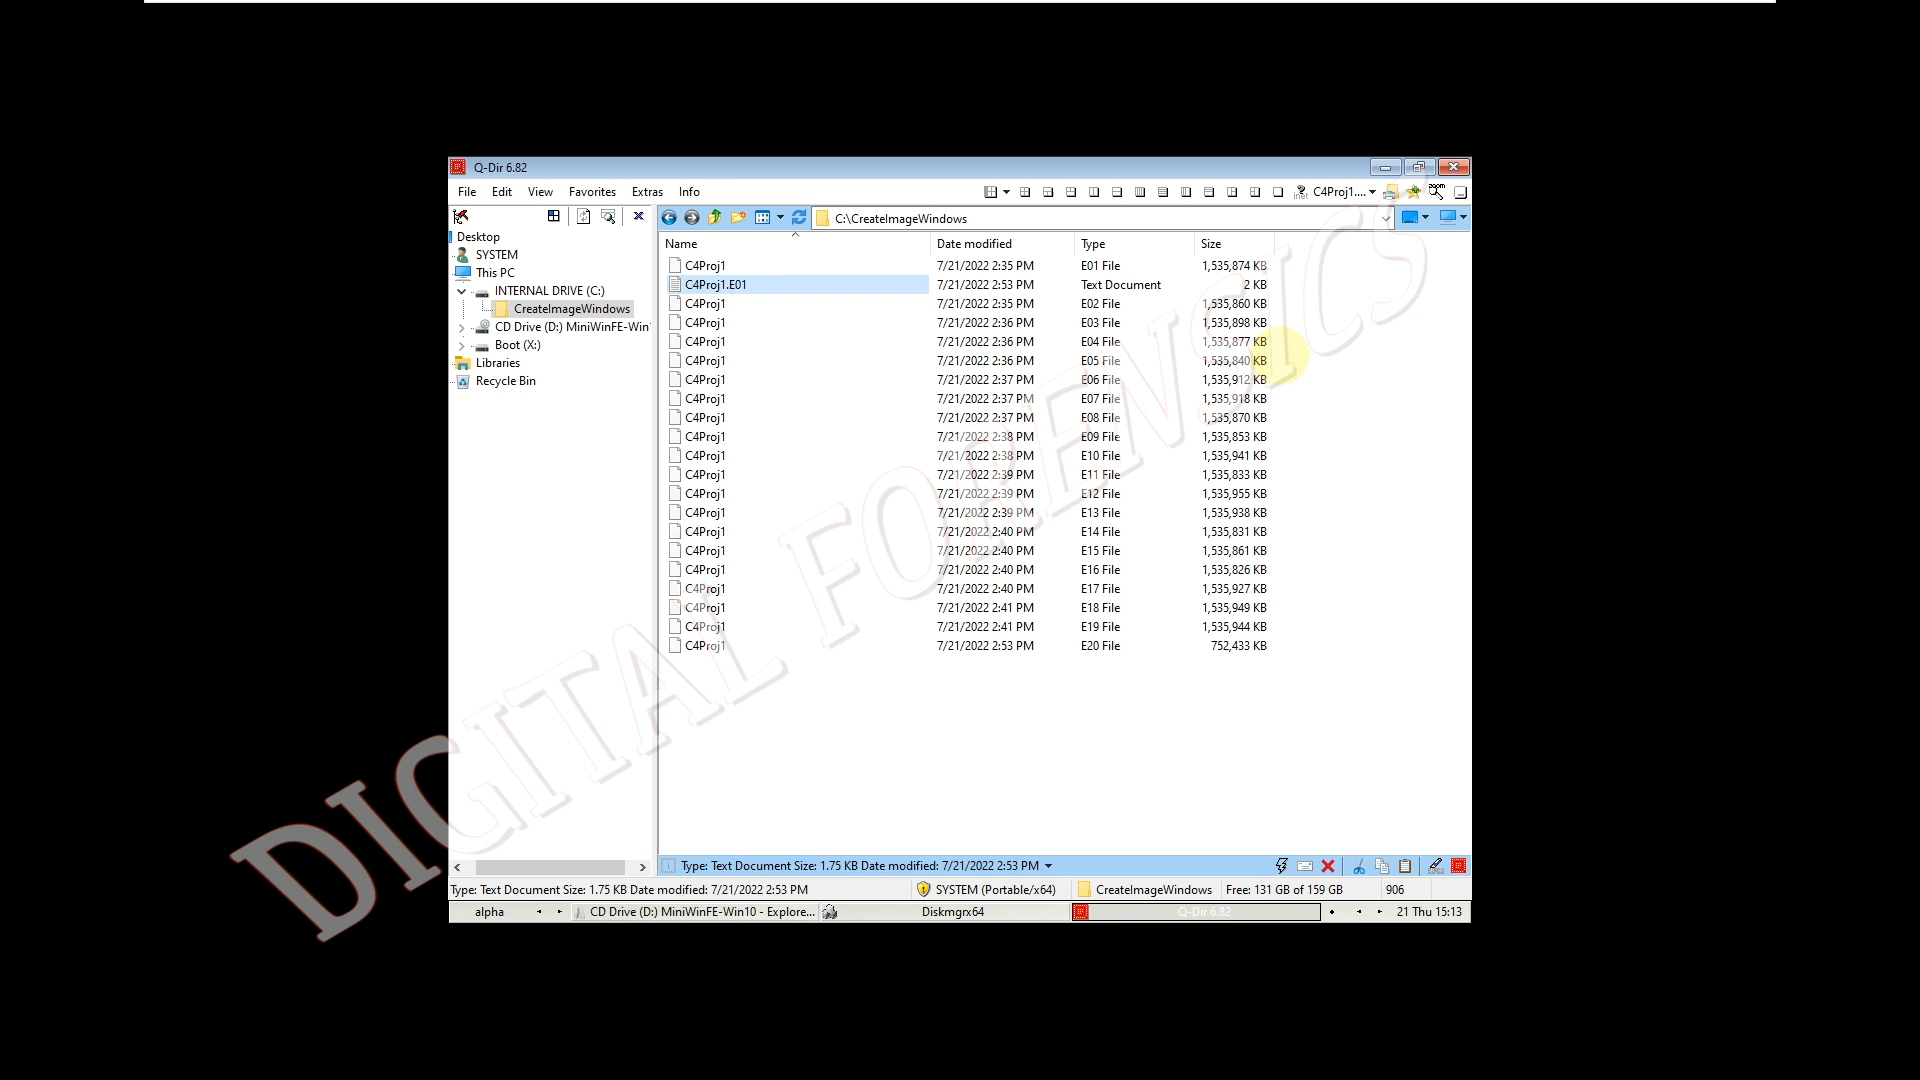 Q-Dir 6.82
File Edit View Favorites Extras Info
C4Proj1....
zoom
inet
C:\CreateImageWindows
Desktop
SYSTEM
This PC
INTERNAL DRIVE (C:)
CreateImageWindows
CD Drive (D:) MiniWinFE-Win
Boot (X:)
Libraries
Recycle Bin
Name Date modified Type Size
C4Proj1 7/21/2022 2:35 PM E01 File 1,535,874 KB
C4Proj1.E01 7/21/2022 2:53 PM Text Document 2 KB
C4Proj1 7/21/2022 2:35 PM E02 File 1,535,860 KB
C4Proj1 7/21/2022 2:36 PM E03 File 1,535,898 KB
C4Proj1 7/21/2022 2:36 PM E04 File 1,535,877 KB
C4Proj1 7/21/2022 2:36 PM E05 File 1,535,840 KB
C4Proj1 7/21/2022 2:37 PM E06 File 1,535,912 KB
C4Proj1 7/21/2022 2:37 PM E07 File 1,535,918 KB
C4Proj1 7/21/2022 2:37 PM E08 File 1,535,870 KB
C4Proj1 7/21/2022 2:38 PM E09 File 1,535,853 KB
C4Proj1 7/21/2022 2:38 PM E10 File 1,535,941 KB
C4Proj1 7/21/2022 2:39 PM E11 File 1,535,833 KB
C4Proj1 7/21/2022 2:39 PM E12 File 1,535,955 KB
C4Proj1 7/21/2022 2:39 PM E13 File 1,535,938 KB
C4Proj1 7/21/2022 2:40 PM E14 File 1,535,831 KB
C4Proj1 7/21/2022 2:40 PM E15 File 1,535,861 KB
C4Proj1 7/21/2022 2:40 PM E16 File 1,535,826 KB
C4Proj1 7/21/2022 2:40 PM E17 File 1,535,927 KB
C4Proj1 7/21/2022 2:41 PM E18 File 1,535,949 KB
C4Proj1 7/21/2022 2:41 PM E19 File 1,535,944 KB
C4Proj1 7/21/2022 2:53 PM E20 File 752,433 KB
DIGITAL FORENSICS
Type: Text Document Size: 1.75 KB Date modified: 7/21/2022 2:53 PM
Type: Text Document Size: 1.75 KB Date modified: 7/21/2022 2:53 PM SYSTEM (Portable/x64) CreateImageWindows Free: 131 GB of 159 GB 906
alpha CD Drive (D:) MiniWinFE-Win10 - Explore... Diskmgrx64 Q-Dir 6.82 21 Thu 15:13